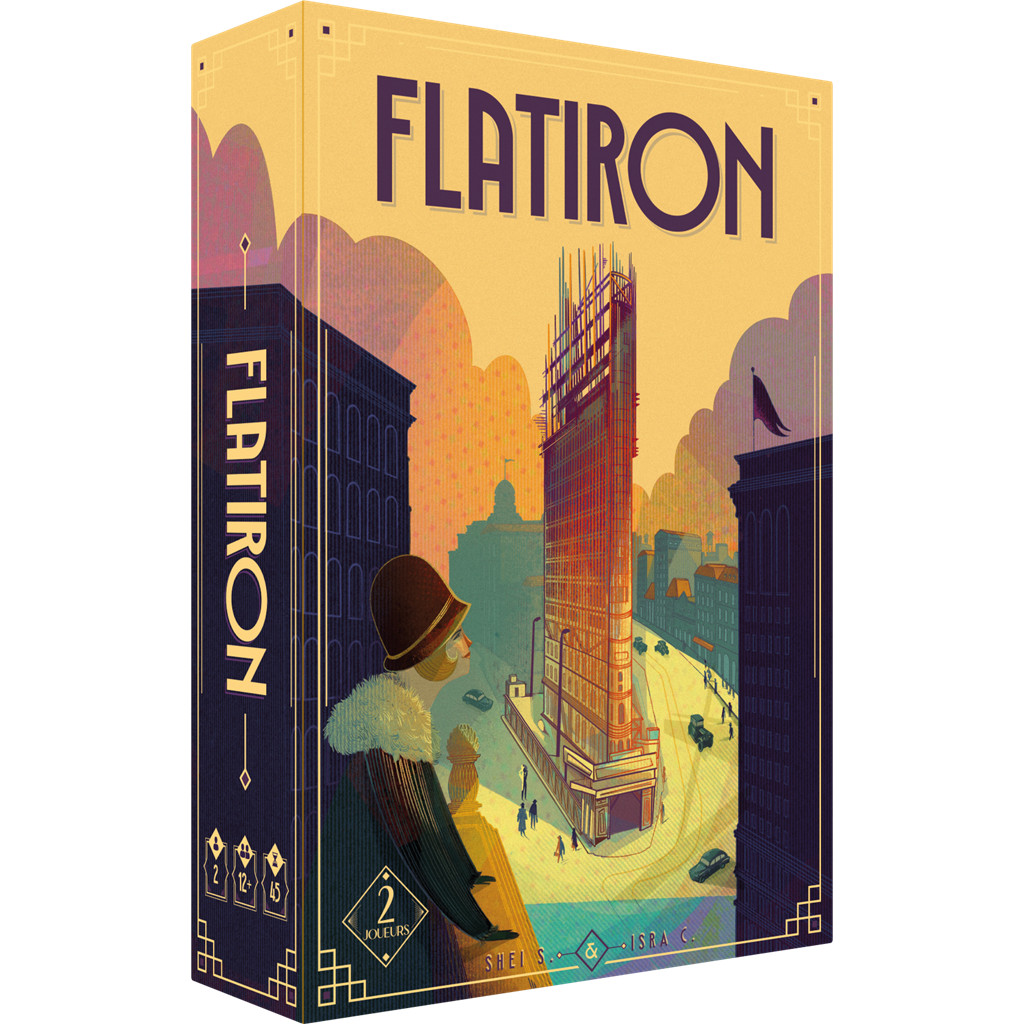 FLATIRON
FLATIRON
2
12+
45
2
JOUEURS
SHEI S. & ISRA C.